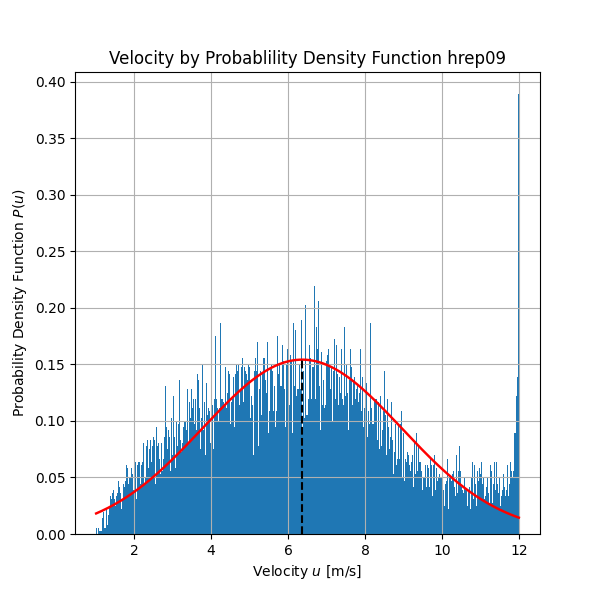 Velocity by Probablility Density Function hrep09
0.40
0.35
0.30
0.25
0.20
0.15
0.10
0.05
0.00
Probability Density Function P(u)
2 4 6 8 10 12
Velocity u [m/s]